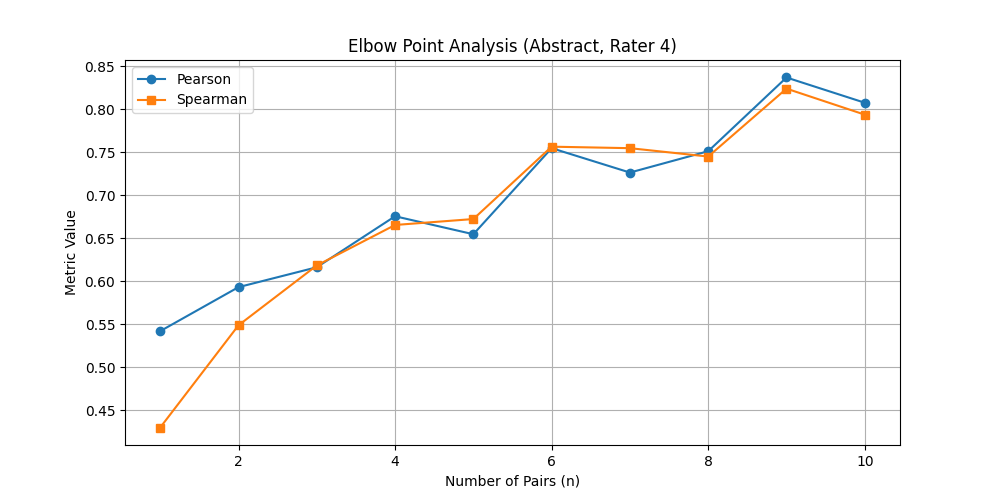 Elbow Point Analysis (Abstract, Rater 4)
Pearson
Spearman
Metric Value
0.85
0.80
0.75
0.70
0.65
0.60
0.55
0.50
0.45
2 4 6 8 10
Number of Pairs (n)